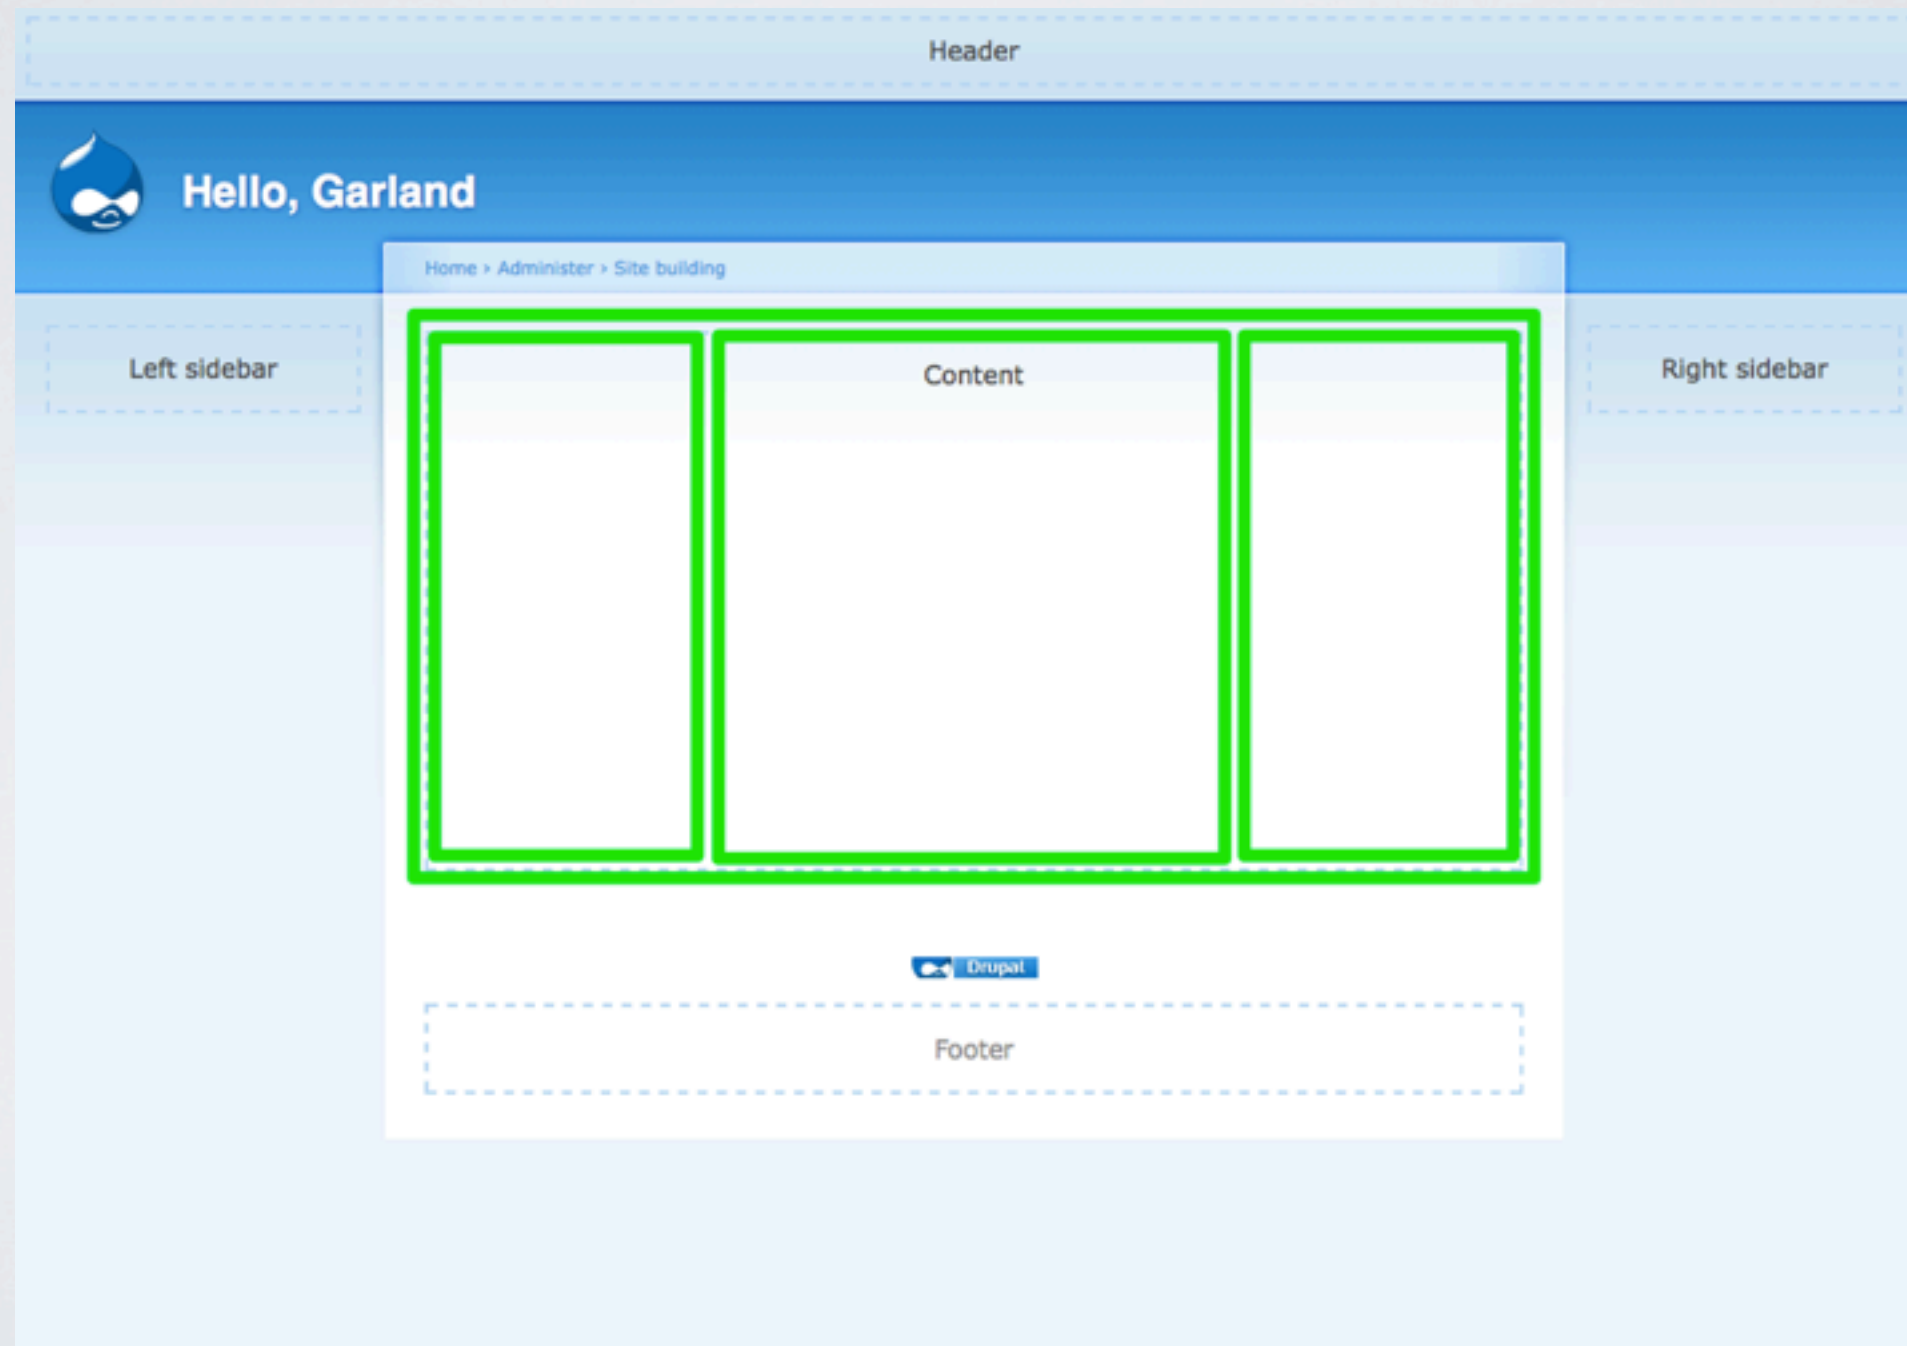 Header
Hello, Garland
Home › Administer › Site building
Left sidebar
Content
Right sidebar
Drupal
Footer